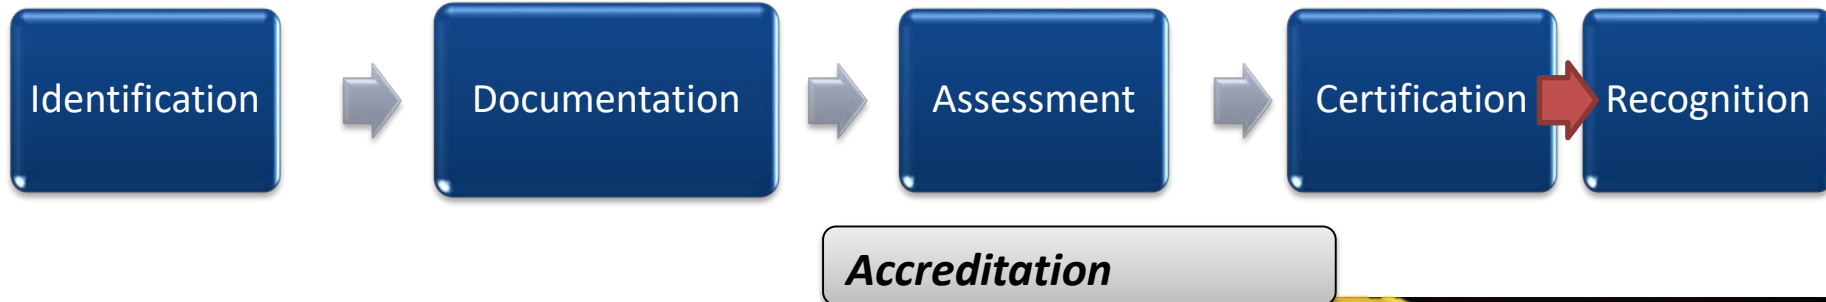 Identification
Documentation
Assessment
Certification
Recognition
Accreditation